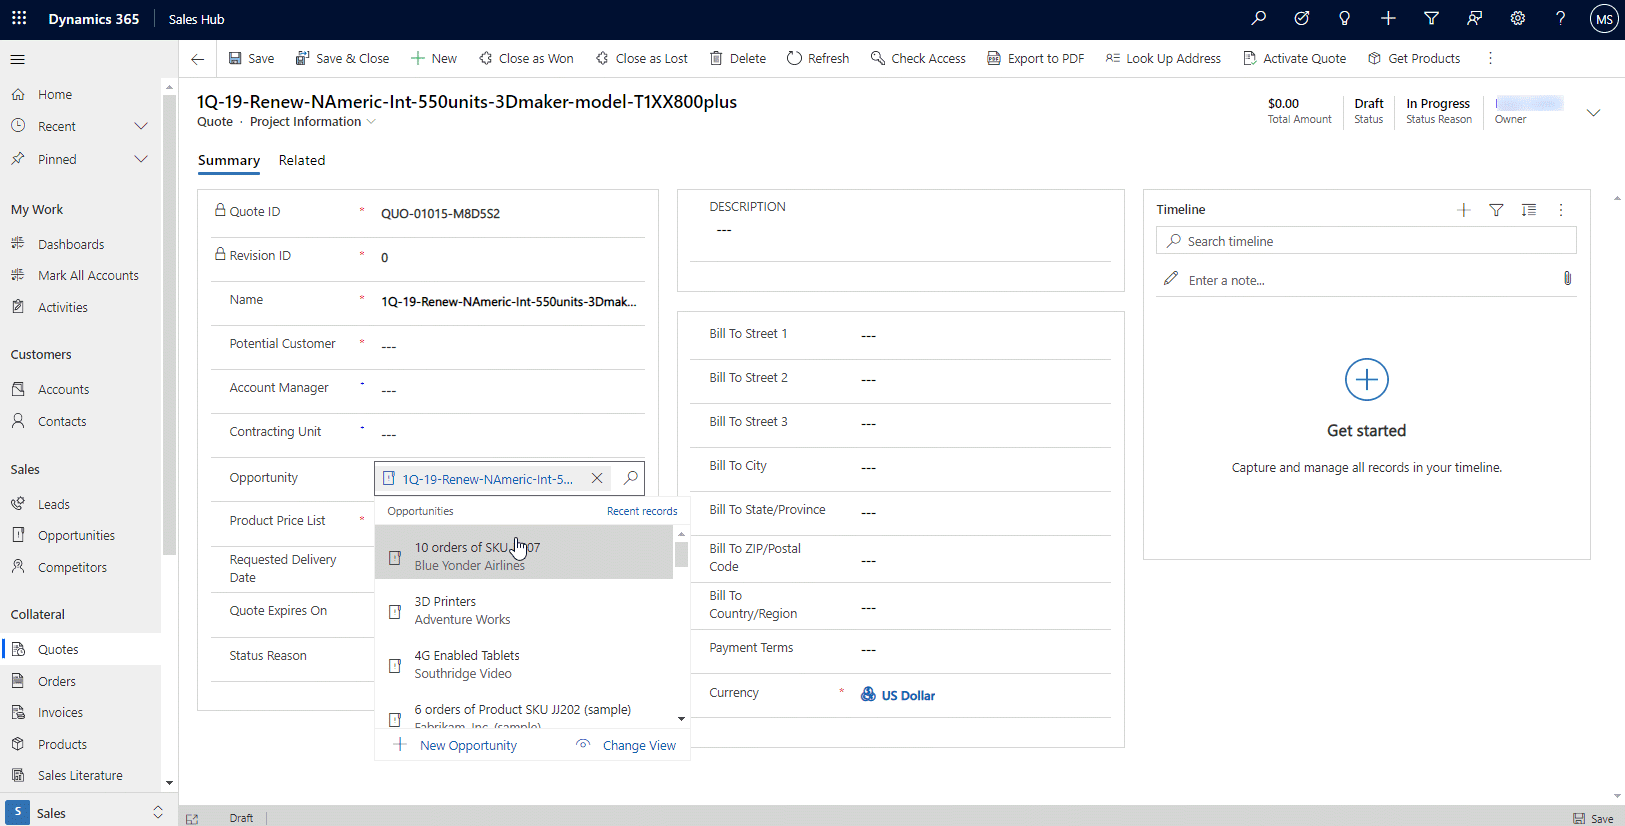 Dynamics 365
Sales Hub
MS
Save
Save & Close
New
Close as Won
Close as Lost
Delete
Refresh
Check Access
Export to PDF
Look Up Address
Activate Quote
Get Products
Home
Recent
Pinned
My Work
Dashboards
Mark All Accounts
Activities
Customers
Accounts
Contacts
Sales
Leads
Opportunities
Competitors
Collateral
Quotes
Orders
Invoices
Products
Sales Literature
S Sales
1Q-19-Renew-NAmeric-Int-550units-3Dmaker-model-T1XX800plus
Quote · Project Information
$0.00
Total Amount
Draft
Status
In Progress
Status Reason
Owner
Summary
Related
Quote ID * QUO-01015-M8D5S2
Revision ID * 0
Name * 1Q-19-Renew-NAmeric-Int-550units-3Dmak...
Potential Customer * ---
Account Manager ---
Contracting Unit ---
Opportunity 1Q-19-Renew-NAmeric-Int-5...
Product Price List *
Requested Delivery
Date
Quote Expires On
Status Reason
Opportunities
Recent records
10 orders of SKU 07
Blue Yonder Airlines
3D Printers
Adventure Works
4G Enabled Tablets
Southridge Video
6 orders of Product SKU JJ202 (sample)
Fabrikam, Inc. (sample)
New Opportunity
Change View
DESCRIPTION
---
Bill To Street 1 ---
Bill To Street 2 ---
Bill To Street 3 ---
Bill To City ---
Bill To State/Province ---
Bill To ZIP/Postal
Code ---
Bill To
Country/Region ---
Payment Terms ---
Currency * US Dollar
Timeline
Search timeline
Enter a note...
Get started
Capture and manage all records in your timeline.
Draft
Save